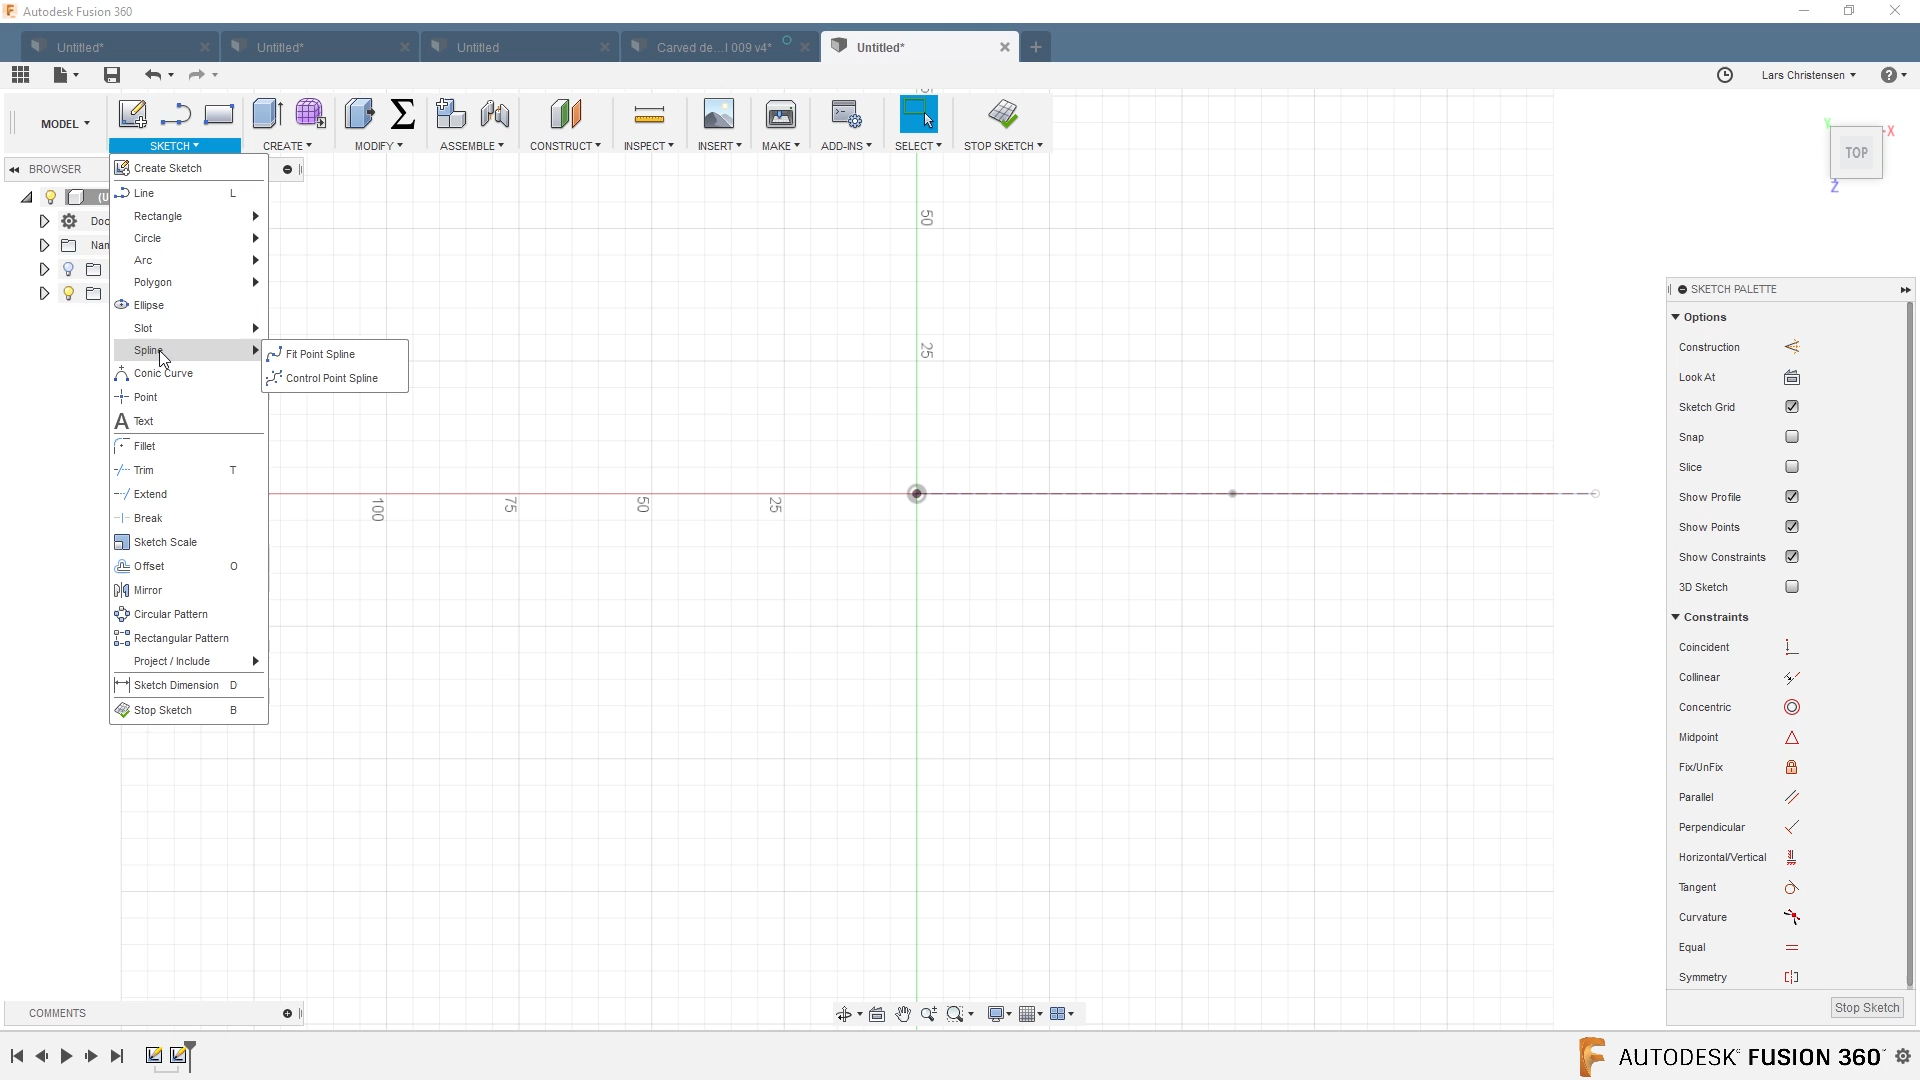 Autodesk Fusion 360
Untitled*
Untitled*
Untitled
Carved de...l 009 v4*
Untitled*
Lars Christensen
MODEL
SKETCH
CREATE
MODIFY
ASSEMBLE
CONSTRUCT
INSPECT
INSERT
MAKE
ADD-INS
SELECT
STOP SKETCH
BROWSER
(U
Doc
Nan
Create Sketch
Line L
Rectangle
Circle
Arc
Polygon
Ellipse
Slot
Spline
Fit Point Spline
Control Point Spline
Conic Curve
Point
Text
Fillet
Trim T
Extend
Break
Sketch Scale
Offset O
Mirror
Circular Pattern
Rectangular Pattern
Project / Include
Sketch Dimension D
Stop Sketch B
50
25
100
75
50
25
Y
X
TOP
Z
SKETCH PALETTE
Options
Construction
Look At
Sketch Grid
Snap
Slice
Show Profile
Show Points
Show Constraints
3D Sketch
Constraints
Coincident
Collinear
Concentric
Midpoint
Fix/UnFix
Parallel
Perpendicular
Horizontal/Vertical
Tangent
Curvature
Equal
Symmetry
Stop Sketch
COMMENTS
AUTODESK FUSION 360